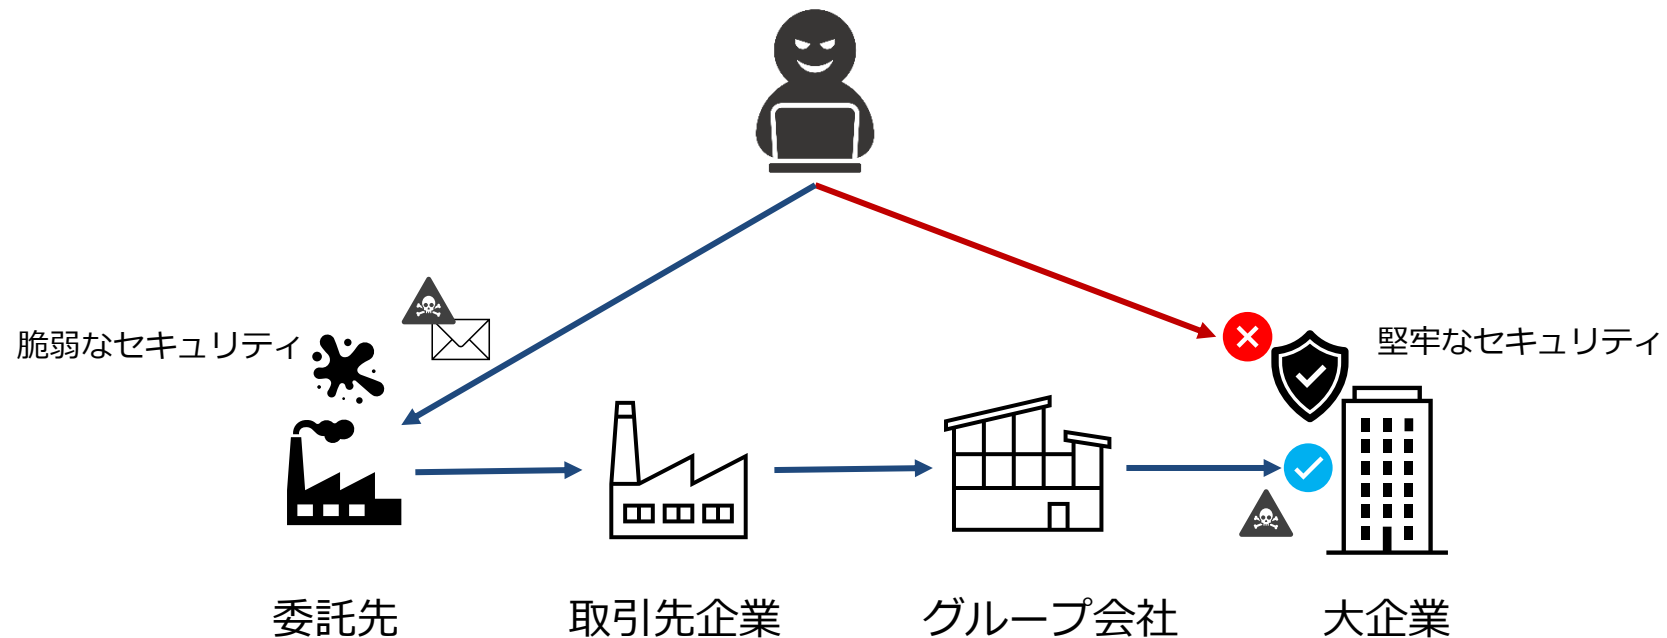 脆弱なセキュリティ
堅牢なセキュリティ
委託先
取引先企業
グループ会社
大企業